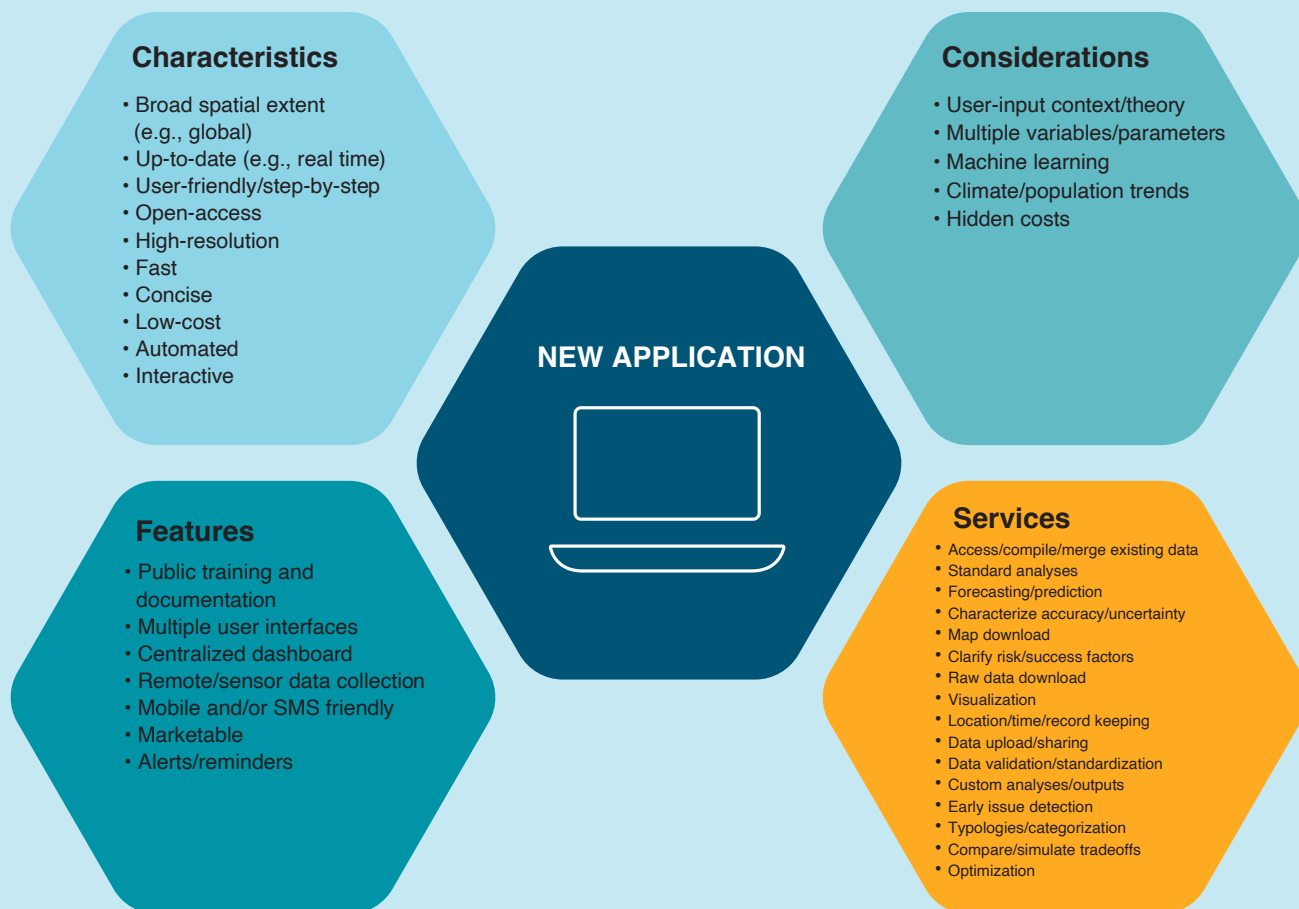 Characteristics
• Broad spatial extent
(e.g., global)
• Up-to-date (e.g., real time)
• User-friendly/step-by-step
• Open-access
• High-resolution
• Fast
• Concise
• Low-cost
• Automated
• Interactive
Considerations
• User-input context/theory
• Multiple variables/parameters
• Machine learning
• Climate/population trends
• Hidden costs
NEW APPLICATION
Features
• Public training and
documentation
• Multiple user interfaces
• Centralized dashboard
• Remote/sensor data collection
• Mobile and/or SMS friendly
• Marketable
• Alerts/reminders
Services
• Access/compile/merge existing data
• Standard analyses
• Forecasting/prediction
• Characterize accuracy/uncertainty
• Map download
• Clarify risk/success factors
• Raw data download
• Visualization
• Location/time/record keeping
• Data upload/sharing
• Data validation/standardization
• Custom analyses/outputs
• Early issue detection
• Typologies/categorization
• Compare/simulate tradeoffs
• Optimization